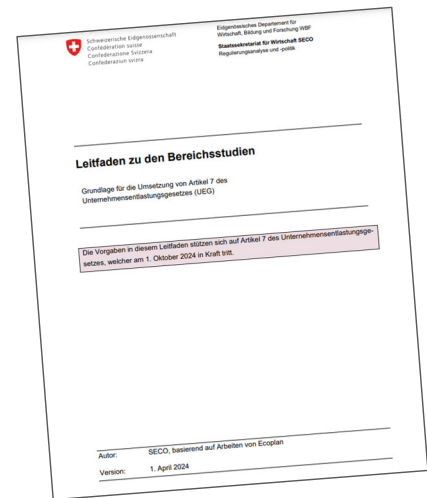 Schweizerische Eidgenossenschaft
Confédération suisse
Confederazione Svizzera
Confederaziun svizra
Eidgenössisches Departement für
Wirtschaft, Bildung und Forschung WBF
Staatssekretariat für Wirtschaft SECO
Regulierungsanalyse und -politik
Leitfaden zu den Bereichsstudien
Grundlage für die Umsetzung von Artikel 7 des
Unternehmensentlastungsgesetzes (UEG)
Die Vorgaben in diesem Leitfaden stützen sich auf Artikel 7 des Unternehmensentlastungsge-
setzes, welcher am 1. Oktober 2024 in Kraft tritt.
Autor: SECO, basierend auf Arbeiten von Ecoplan
Version: 1. April 2024